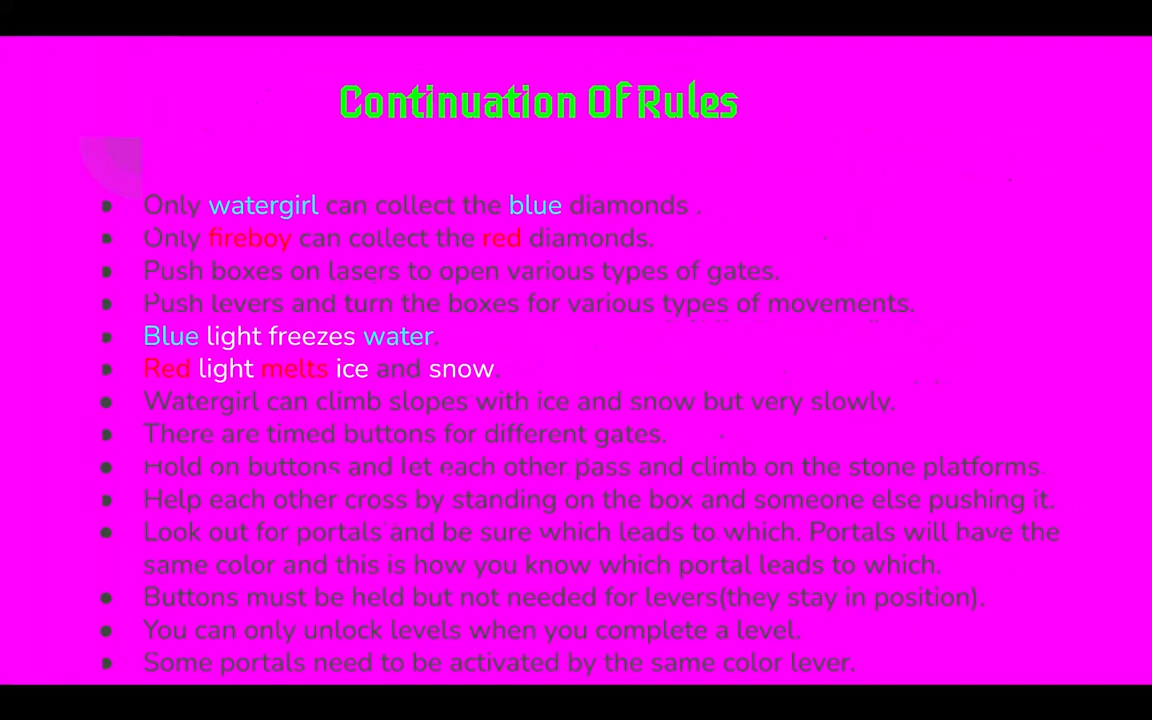 Continuation Of Rules
● Only watergirl can collect the blue diamonds .
● Only fireboy can collect the red diamonds.
● Push boxes on lasers to open various types of gates.
● Push levers and turn the boxes for various types of movements.
● Blue light freezes water.
● Red light melts ice and snow.
● Watergirl can climb slopes with ice and snow but very slowly.
● There are timed buttons for different gates.
● Hold on buttons and let each other pass and climb on the stone platforms.
● Help each other cross by standing on the box and someone else pushing it.
● Look out for portals and be sure which leads to which. Portals will have the
same color and this is how you know which portal leads to which.
● Buttons must be held but not needed for levers(they stay in position).
● You can only unlock levels when you complete a level.
● Some portals need to be activated by the same color lever.